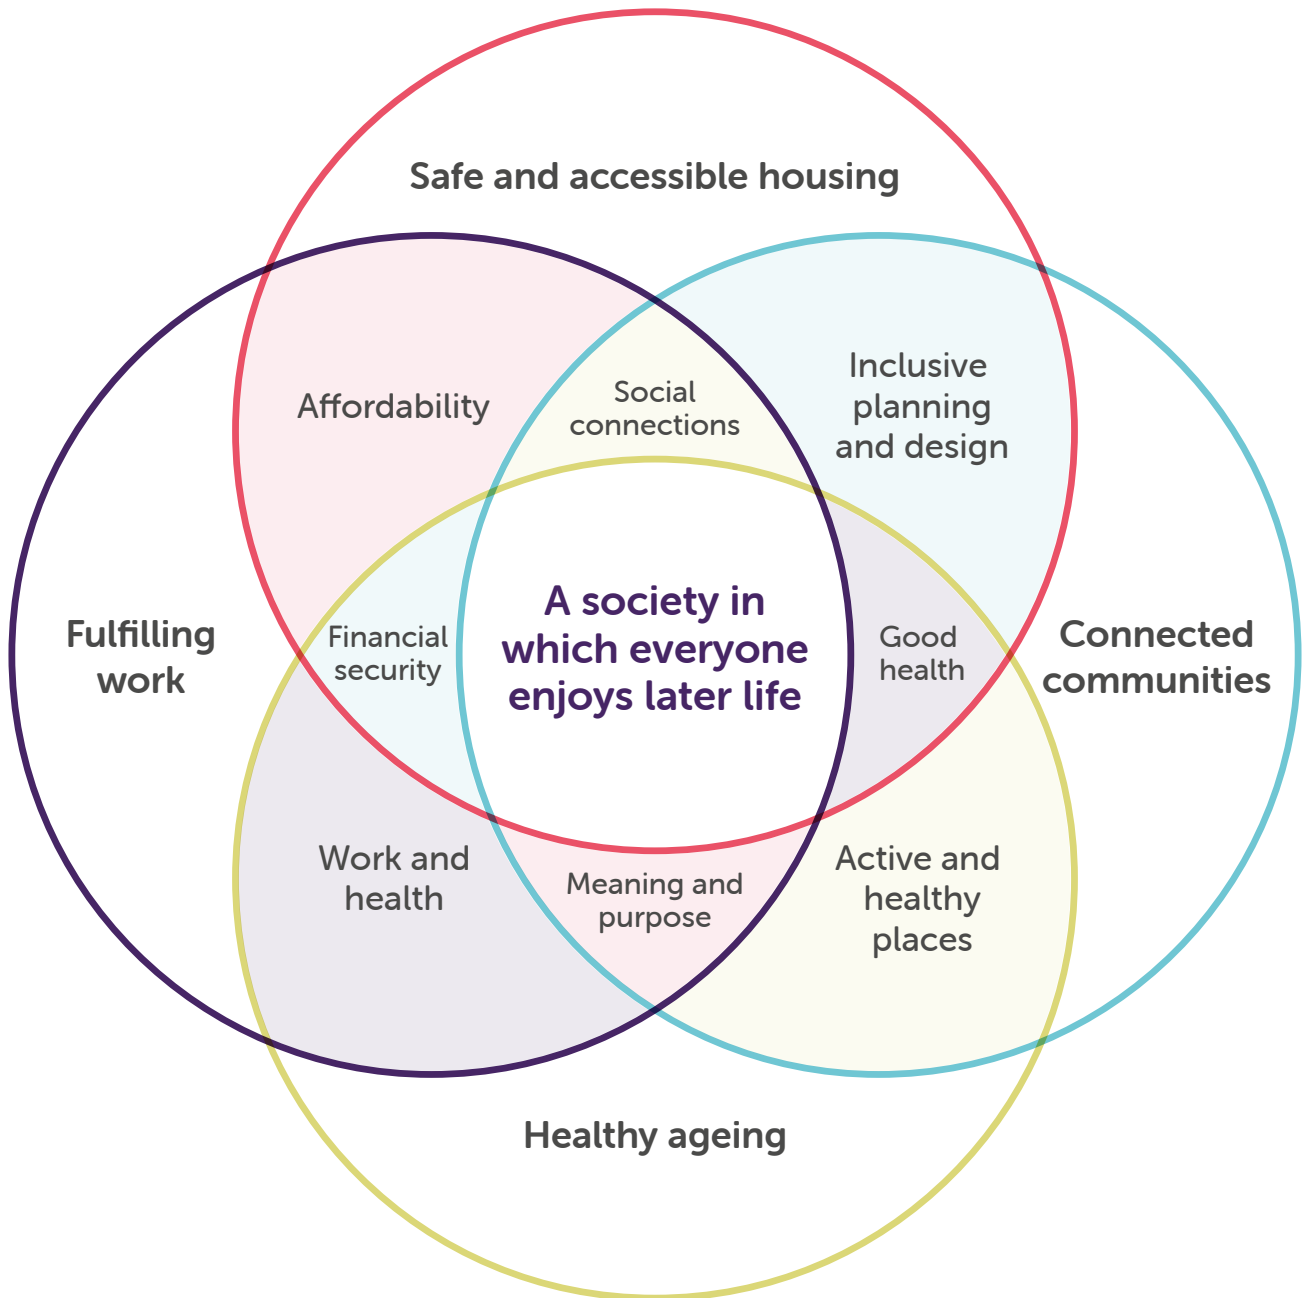 Safe and accessible housing
Affordability
Social
connections
Inclusive
planning
and design
Fulfilling
work
Financial
security
A society in
which everyone
enjoys later life
Good
health
Connected
communities
Work and
health
Meaning and
purpose
Active and
healthy
places
Healthy ageing